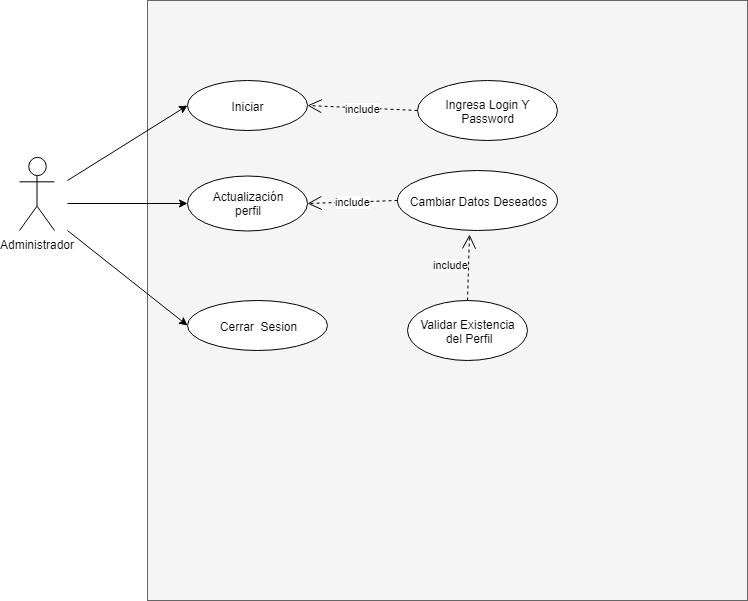 Iniciar
include
Ingresa Login Y
Password
Administrador
Actualización
perfil
include
Cambiar Datos Deseados
include
Cerrar  Sesion
Validar Existencia
del Perfil